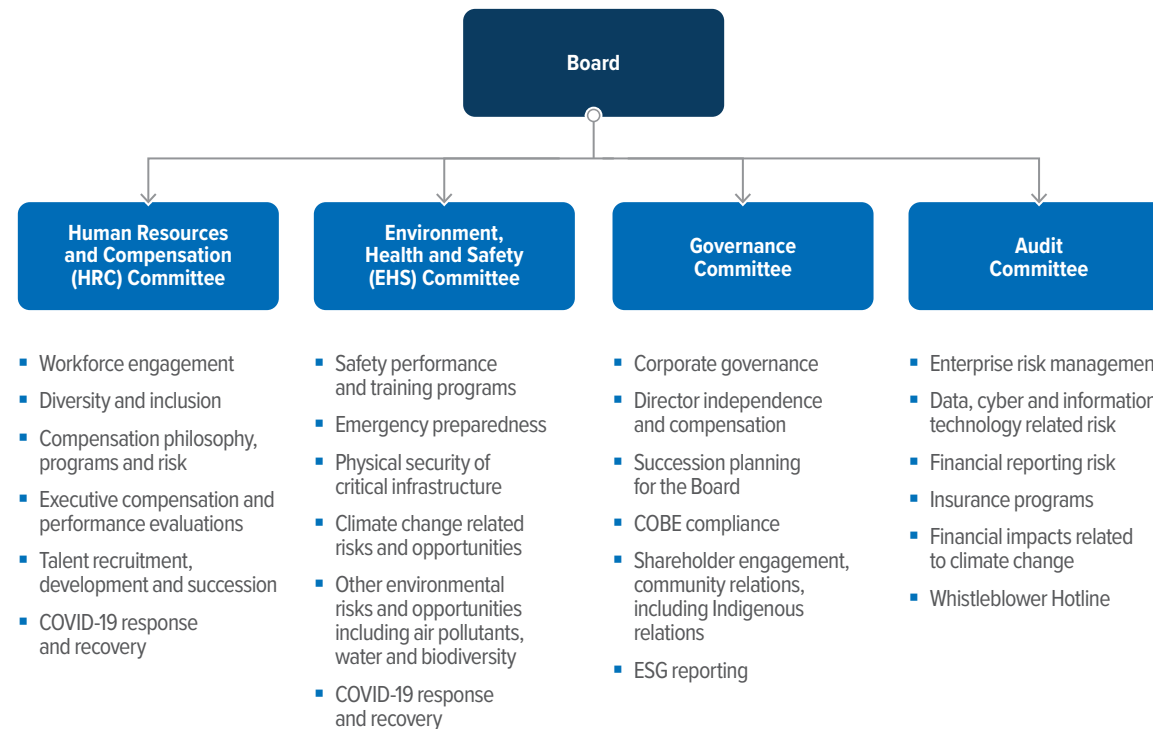 Board
Human Resources
and Compensation
(HRC) Committee
Environment,
Health and Safety
(EHS) Committee
Governance
Committee
Audit
Committee
Workforce engagement
Diversity and inclusion
Compensation philosophy,
programs and risk
Executive compensation and
performance evaluations
Talent recruitment,
development and succession
COVID-19 response
and recovery
Safety performance
and training programs
Emergency preparedness
Physical security of
critical infrastructure
Climate change related
risks and opportunities
Other environmental
risks and opportunities
including air pollutants,
water and biodiversity
COVID-19 response
and recovery
Corporate governance
Director independence
and compensation
Succession planning
for the Board
COBE compliance
Shareholder engagement,
community relations,
including Indigenous
relations
ESG reporting
Enterprise risk managemen
Data, cyber and information
technology related risk
Financial reporting risk
Insurance programs
Financial impacts related
to climate change
Whistleblower Hotline